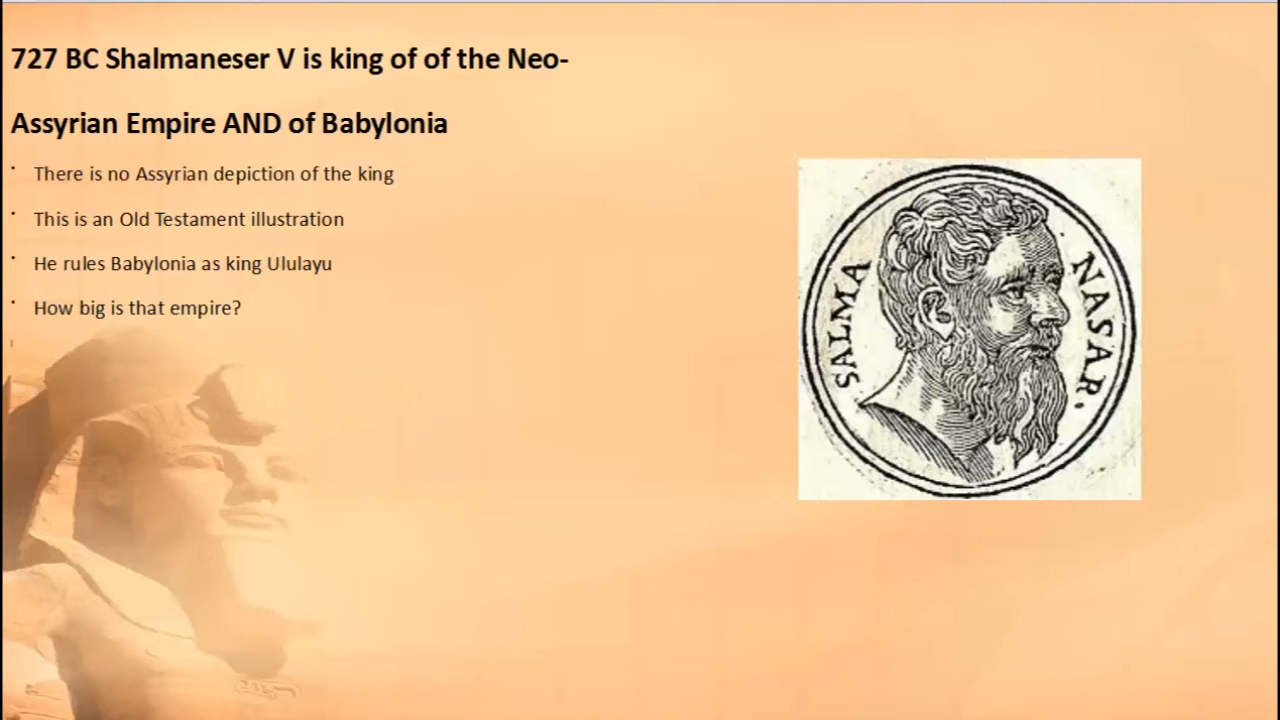 727 BC Shalmaneser V is king of of the Neo-
Assyrian Empire AND of Babylonia
· There is no Assyrian depiction of the king
· This is an Old Testament illustration
· He rules Babylonia as king Ululayu
· How big is that empire?
SALMA NASAR.